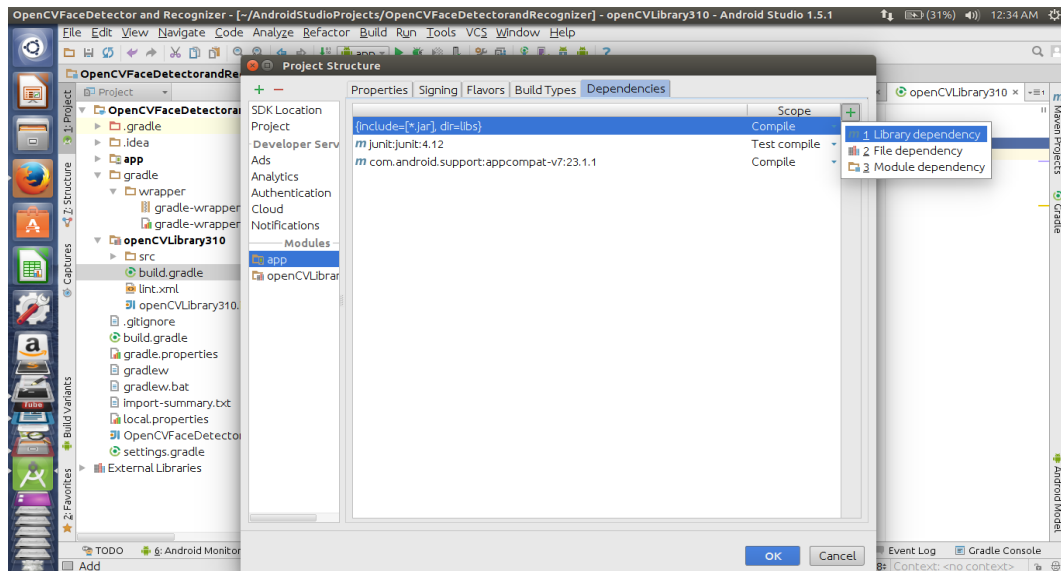 OpenCVFaceDetector and Recognizer - [~/AndroidStudioProjects/OpenCVFaceDetectorandRecognizer] - openCVLibrary310 - Android Studio 1.5.1
(31%)
12:34 AM
File Edit View Navigate Code Analyze Refactor Build Run Tools VCS Window Help
app
OpenCVFaceDetectorandRe
Project Structure
1: Project
Z: Structure
Captures
Build Variants
2: Favorites
Project
OpenCVFaceDetectorar
.gradle
.idea
app
gradle
wrapper
gradle-wrapper
gradle-wrapper
openCVLibrary310
src
build.gradle
lint.xml
openCVLibrary310.
.gitignore
build.gradle
gradle.properties
gradlew
gradlew.bat
import-summary.txt
local.properties
OpenCVFaceDetector
settings.gradle
External Libraries
SDK Location
Project
Developer Serv
Ads
Analytics
Authentication
Cloud
Notifications
Modules
app
openCVLibrar
Properties Signing Flavors Build Types Dependencies
Scope
{include=[*.jar], dir=libs} Compile
m junit:junit:4.12 Test compile
m com.android.support:appcompat-v7:23.1.1 Compile
1 Library dependency
2 File dependency
3 Module dependency
OK Cancel
openCVLibrary310 ×
Maven Projects
Gradle
Android Model
a
Tube
TODO 6: Android Monitor
Event Log Gradle Console
Add
Context: <no context>